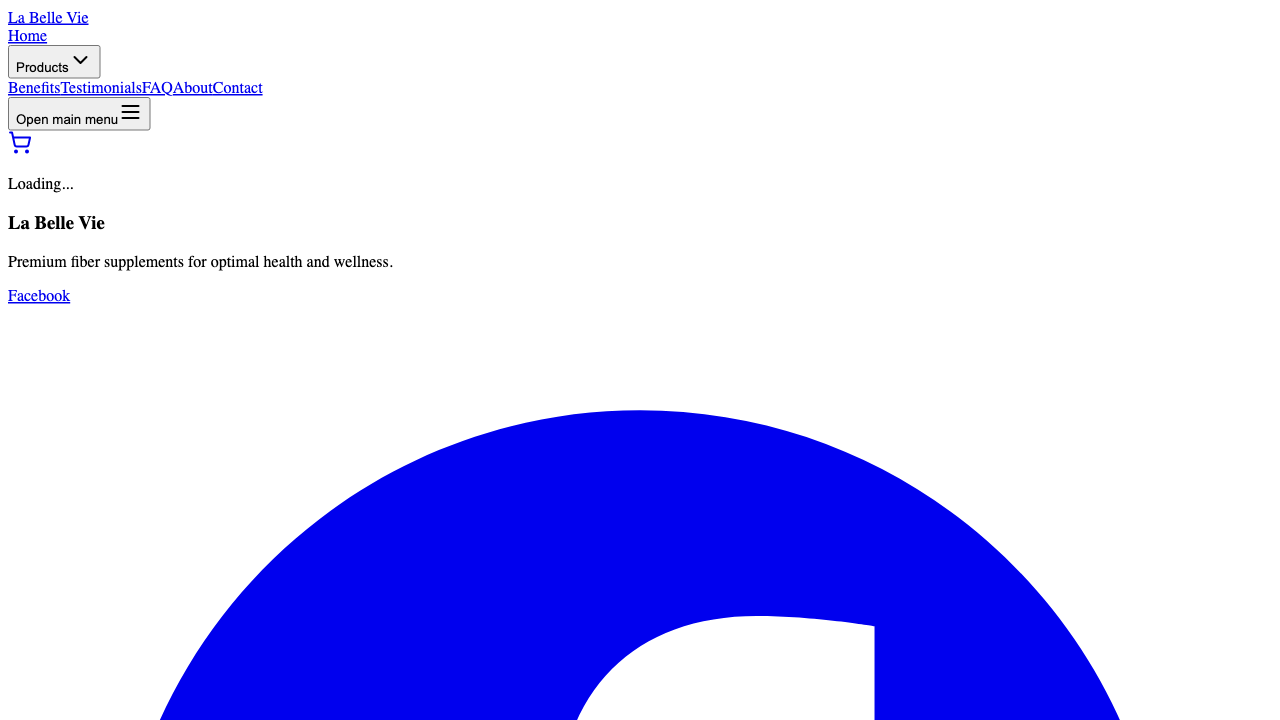 La Belle Vie
Home
Products
BenefitsTestimonialsFAQAboutContact
Open main menu
Loading...
La Belle Vie
Premium fiber supplements for optimal health and wellness.
Facebook